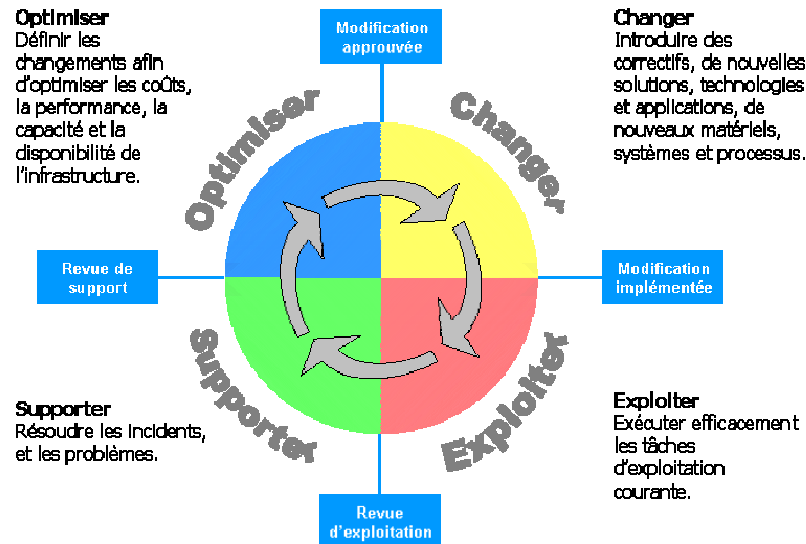 Optimiser
Définir les
changements afin
d'optimiser les coûts,
la performance, la
capacité et la
disponibilité de
l'infrastructure.
Modification
approuvée
Changer
Introduire des
correctifs, de nouvelles
solutions, technologies
et applications, de
nouveaux matériels,
systèmes et processus.
Optimiser
Changer
Revue de
support
Modification
implémentée
Supporter
Exploiter
Supporter
Résoudre les incidents,
et les problèmes.
Exploiter
Exécuter efficacement
les tâches
d'exploitation
courante.
Revue
d'exploitation